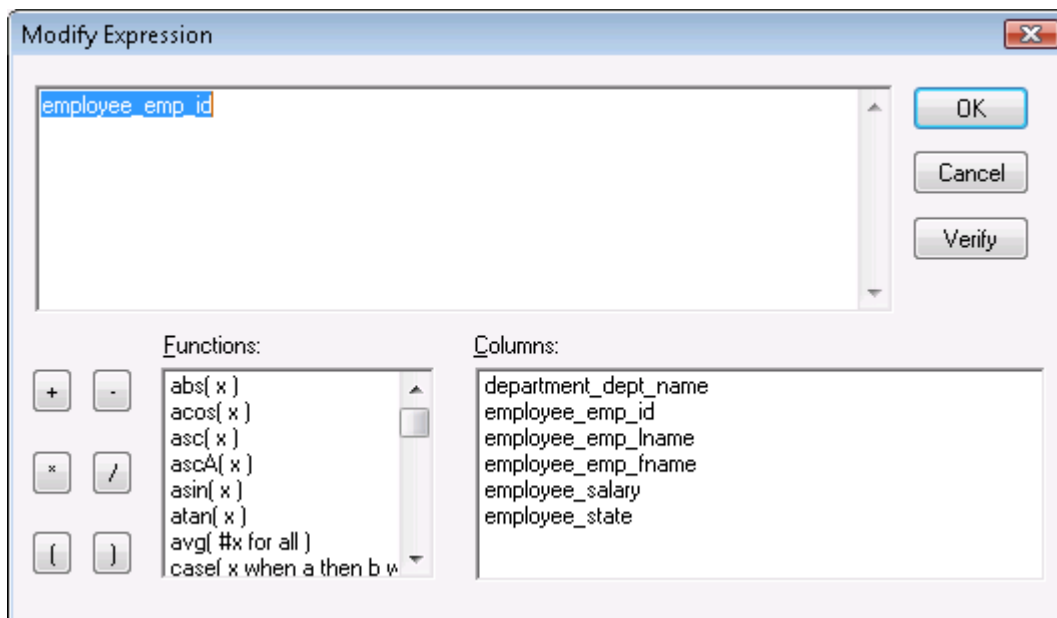 Modify Expression
employee_emp_id
OK
Cancel
Verify
Functions:
Columns:
+ -
* /
( )
abs( x )
acos( x )
asc( x )
ascA( x )
asin( x )
atan( x )
avg( #x for all )
case( x when a then b w
department_dept_name
employee_emp_id
employee_emp_lname
employee_emp_fname
employee_salary
employee_state